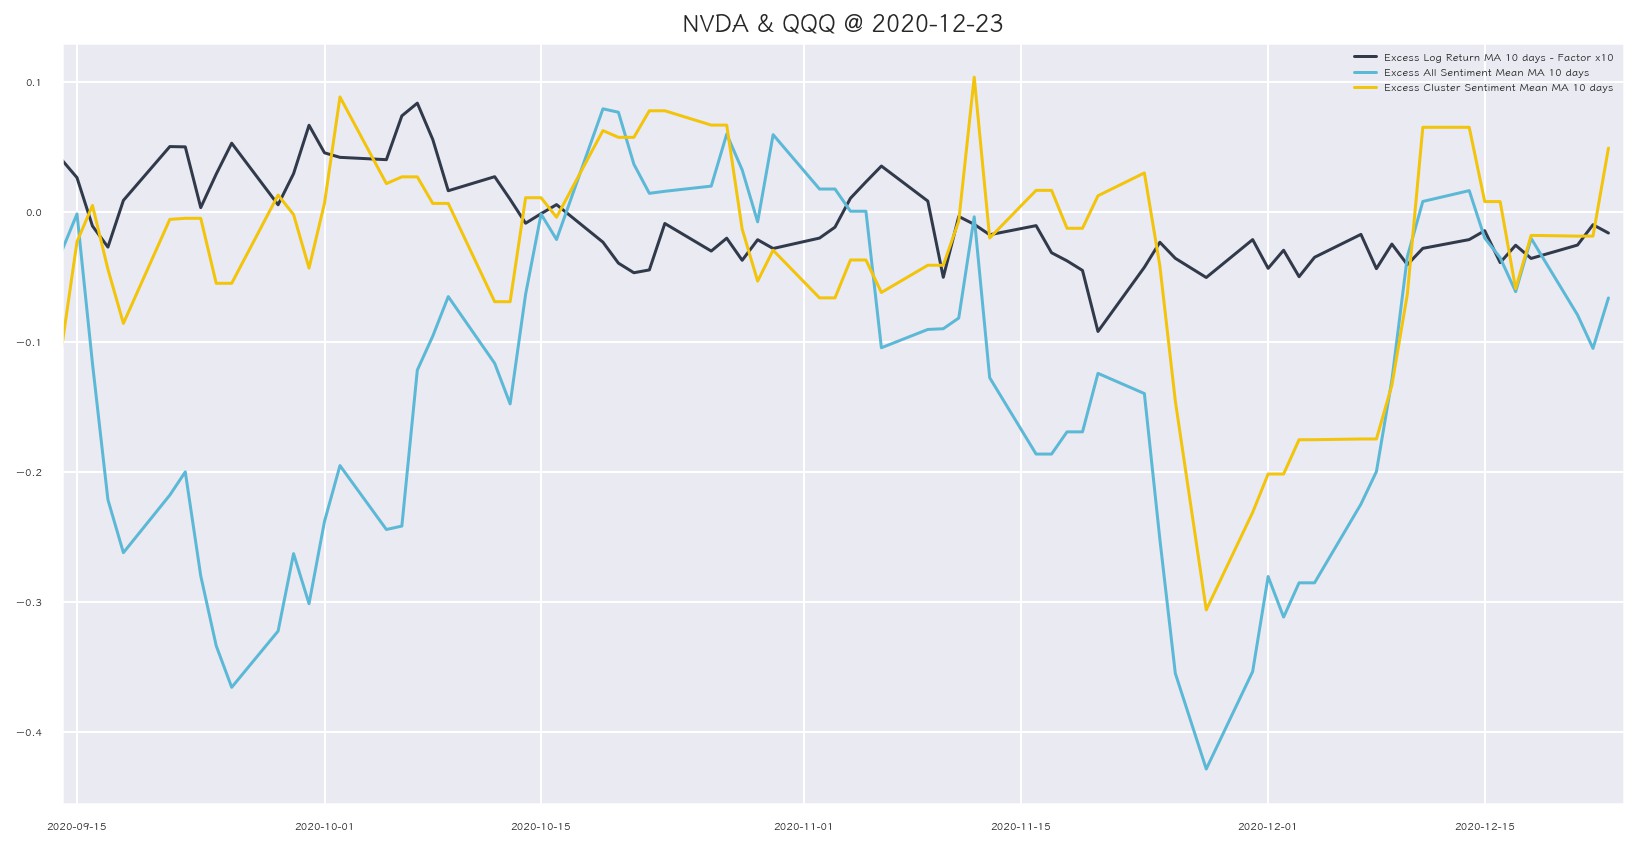 NVDA & QQQ @ 2020-12-23
Excess Log Return MA 10 days - Factor x10
Excess All Sentiment Mean MA 10 days
Excess Cluster Sentiment Mean MA 10 days
0.1
0.0
−0.1
−0.2
−0.3
−0.4
2020-09-15 2020-10-01 2020-10-15 2020-11-01 2020-11-15 2020-12-01 2020-12-15